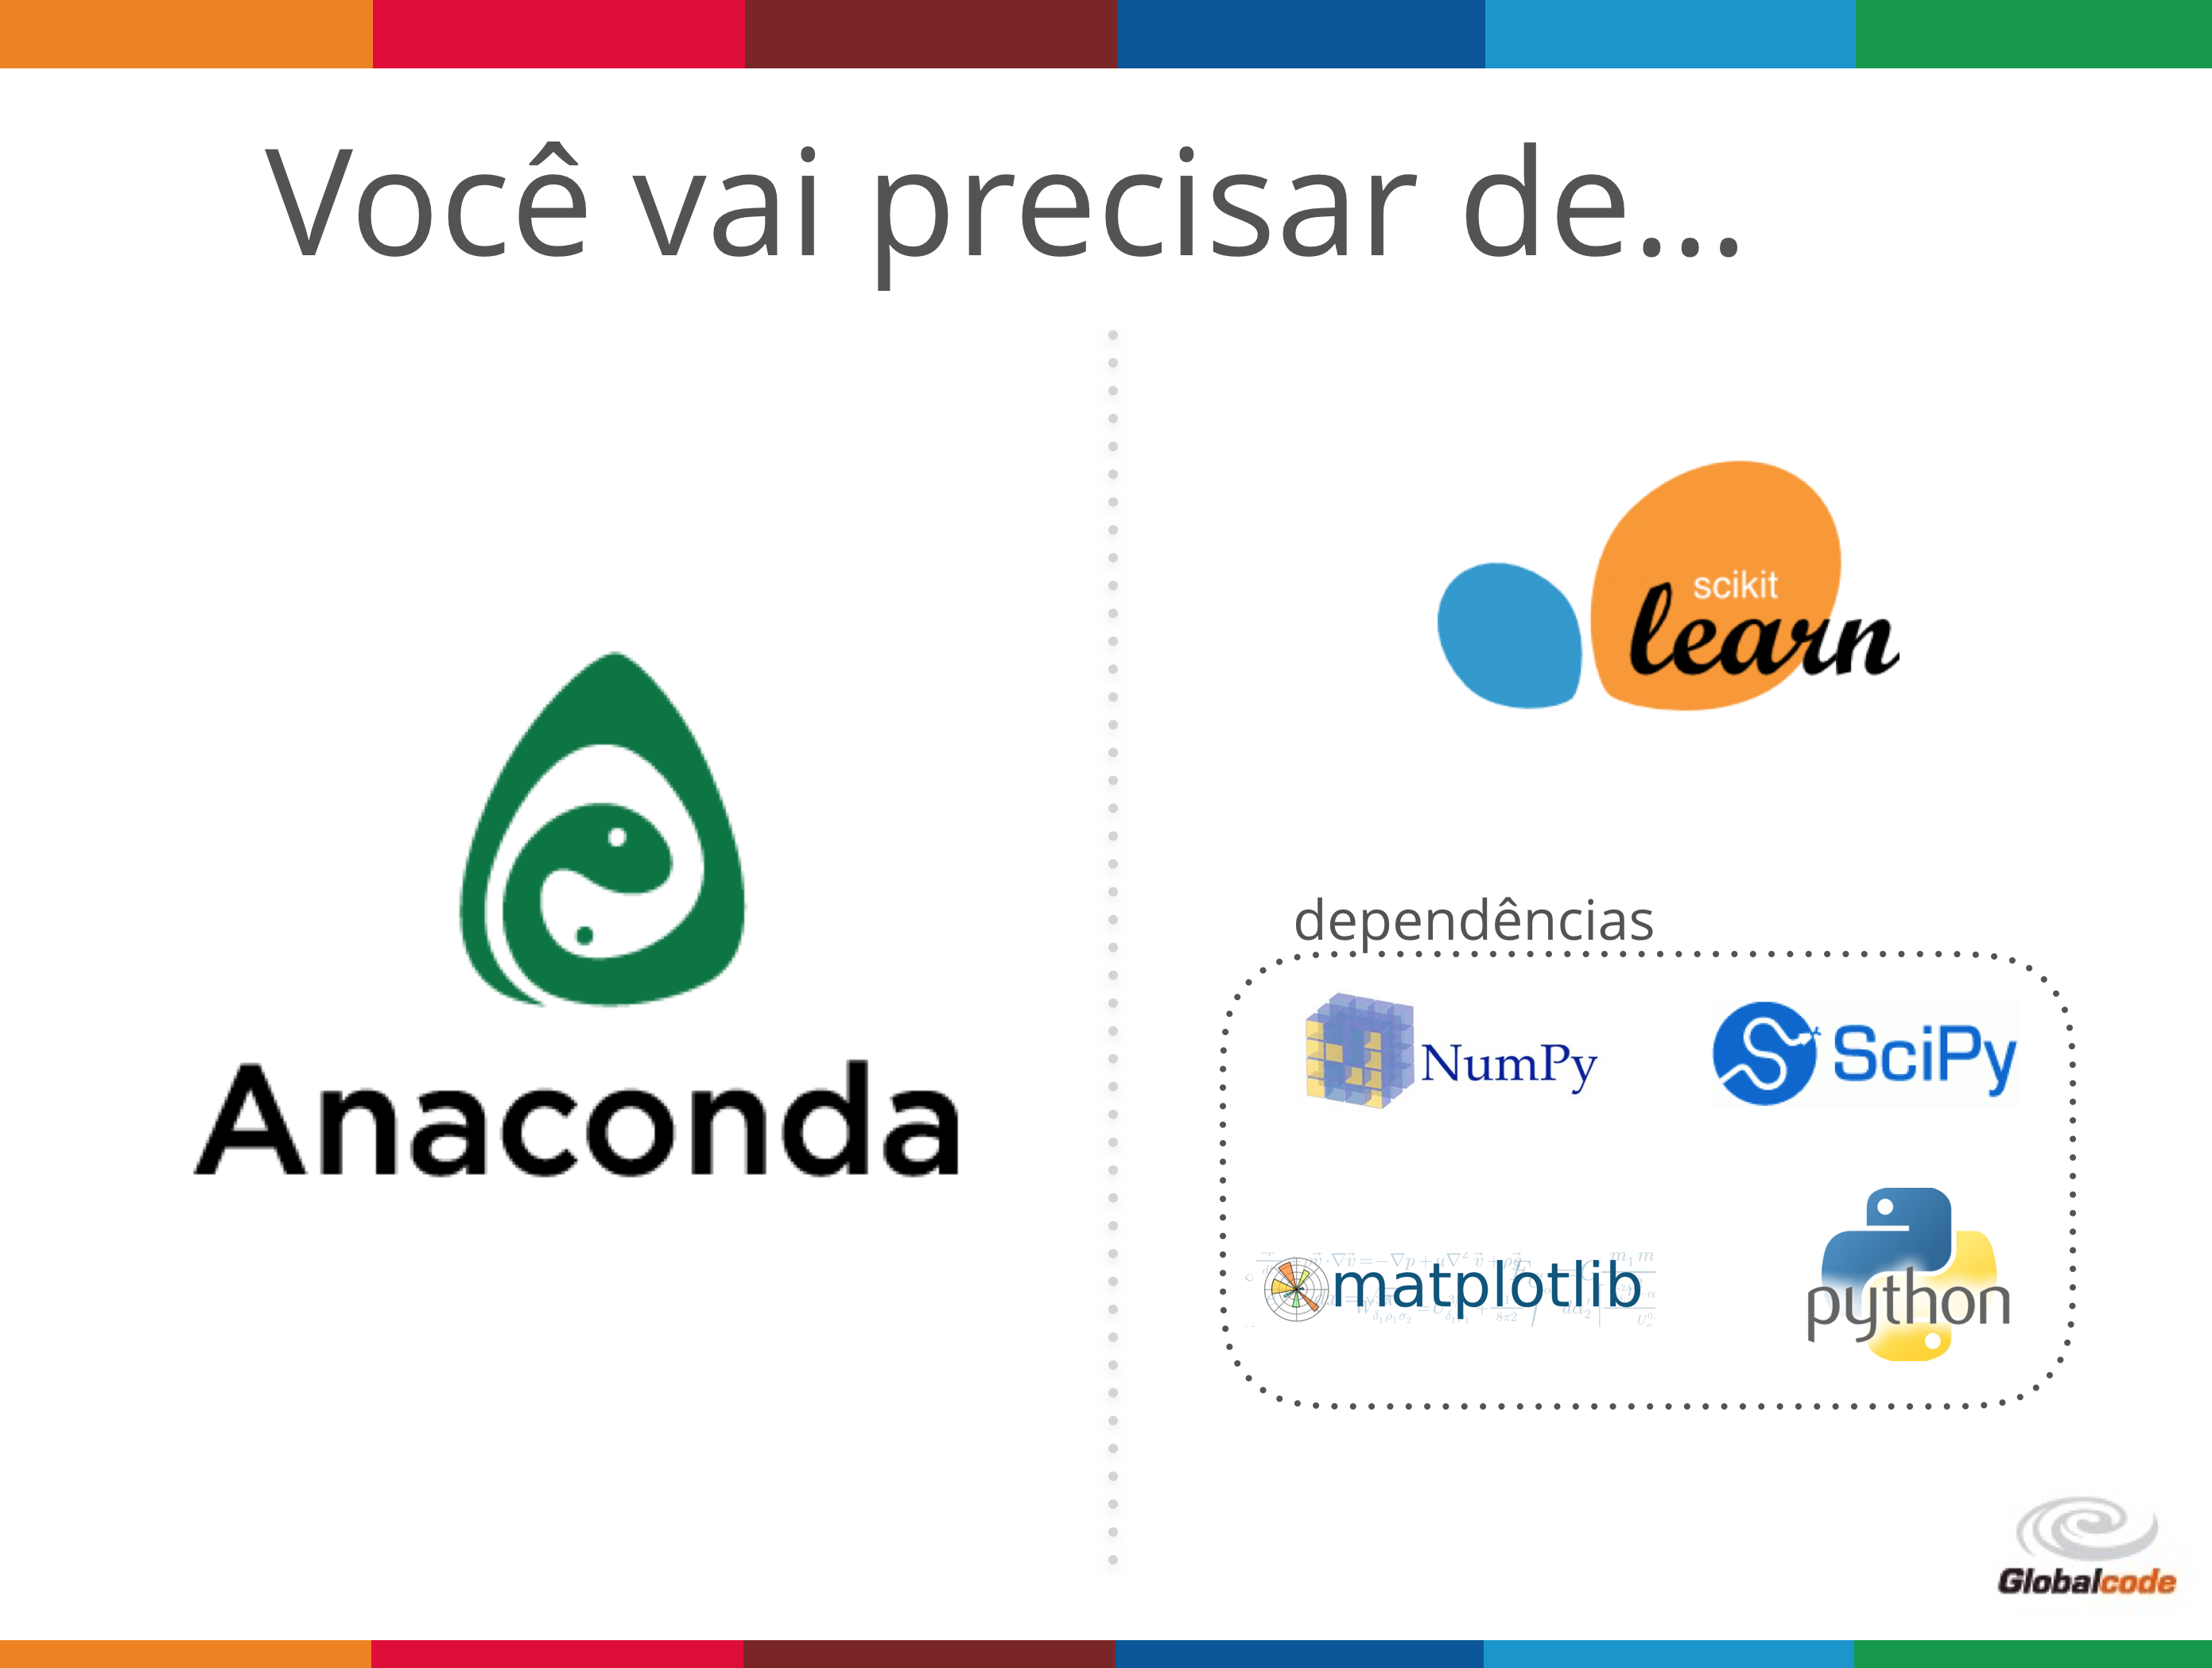 Você vai precisar de...
Anaconda
scikit
learn
dependências
NumPy
SciPy
matplotlib
python
Globalcode